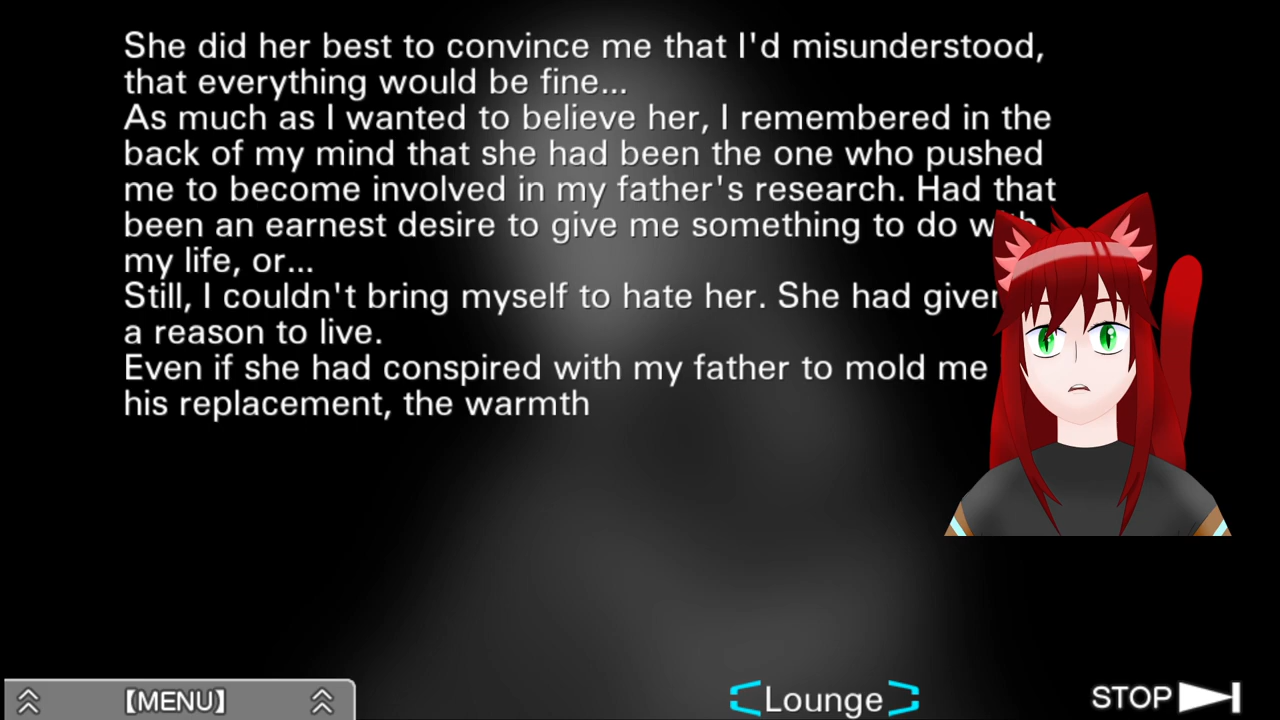 She did her best to convince me that I'd misunderstood,
that everything would be fine...
As much as I wanted to believe her, I remembered in the
back of my mind that she had been the one who pushed
me to become involved in my father's research. Had that
been an earnest desire to give me something to do with
my life, or...
Still, I couldn't bring myself to hate her. She had given
a reason to live.
Even if she had conspired with my father to mold me
his replacement, the warmth
【MENU】
Lounge
STOP